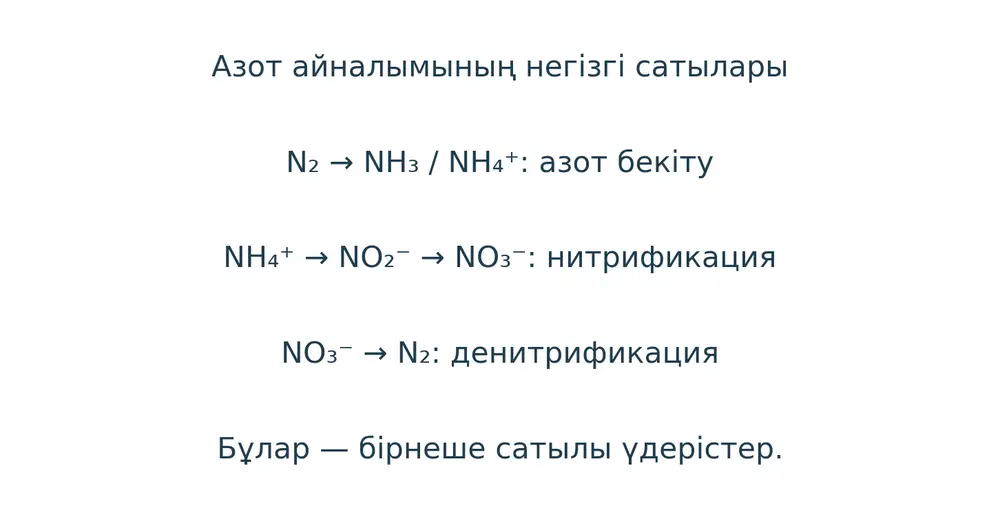 Азот айналымының негізгі сатылары
N₂ → NH₃ / NH₄⁺: азот бекіту
NH₄⁺ → NO₂⁻ → NO₃⁻: нитрификация
NO₃⁻ → N₂: денитрификация
Бұлар — бірнеше сатылы үдерістер.